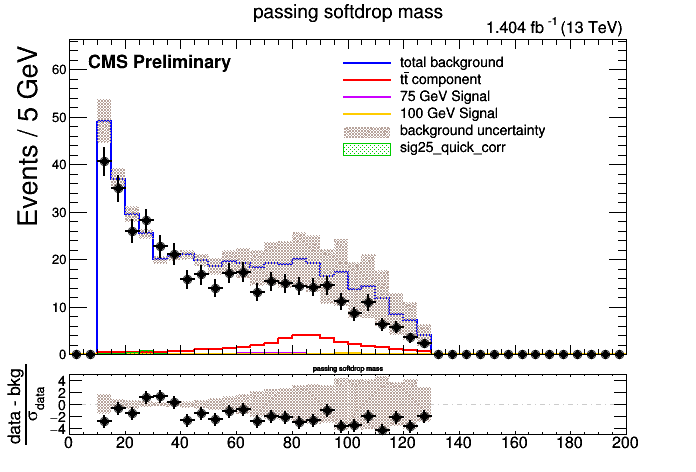 passing softdrop mass
1.404 fb⁻¹ (13 TeV)
CMS Preliminary
Events / 5 GeV
total background
tt̄ component
75 GeV Signal
100 GeV Signal
background uncertainty
sig25_quick_corr
60
50
40
30
20
10
0
passing softdrop mass
data - bkg
σ data
4
2
0
−2
−4
0 20 40 60 80 100 120 140 160 180 200